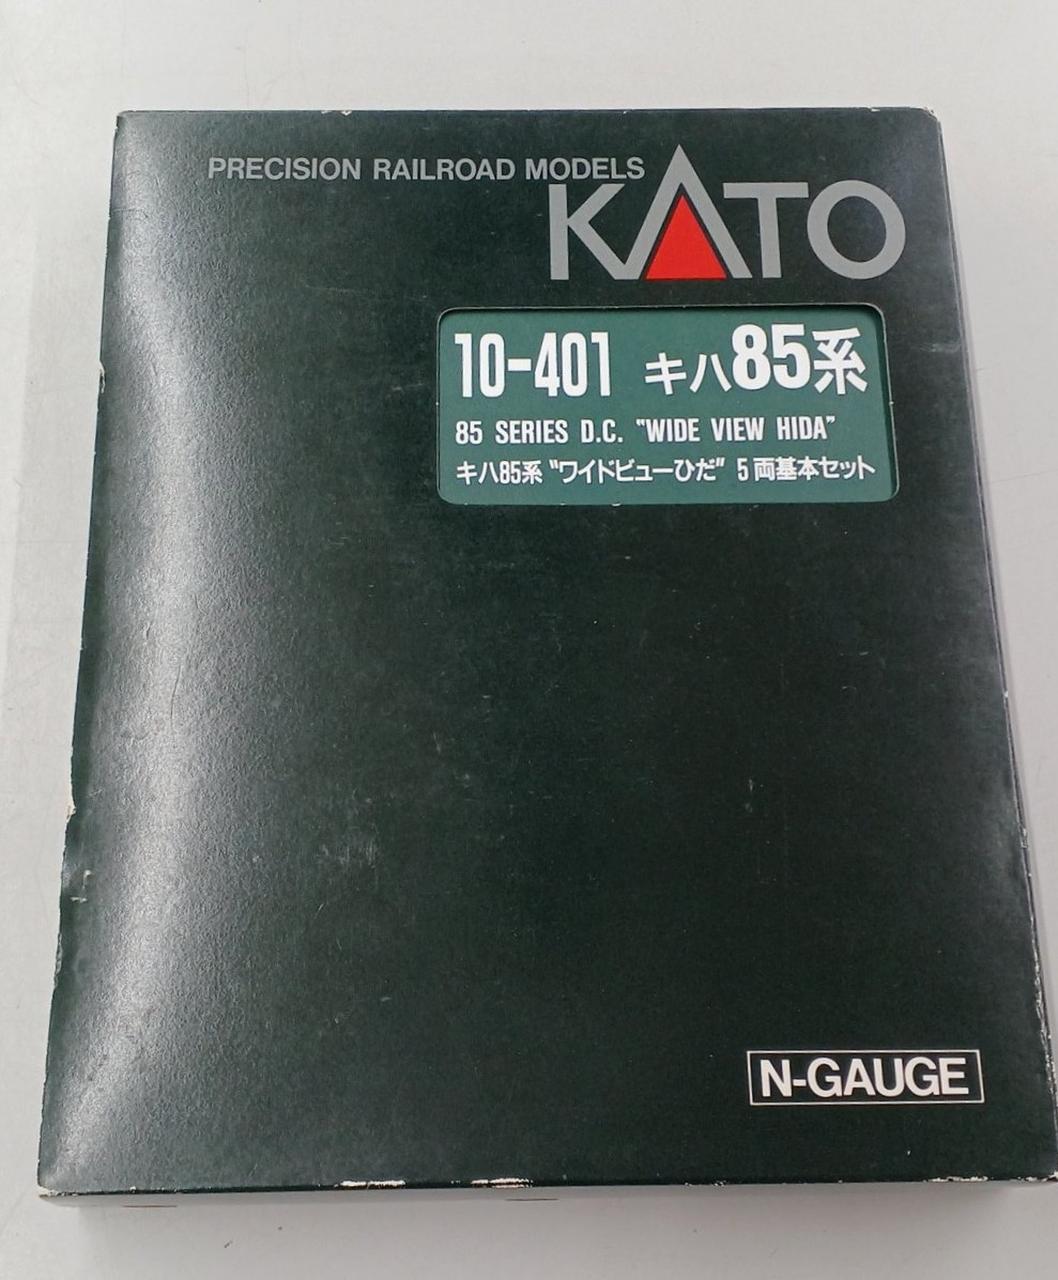 PRECISION RAILROAD MODELS
KATO
10-401 キハ85系
85 SERIES D.C. "WIDE VIEW HIDA"
キハ85系 "ワイドビューひだ" 5両基本セット
N-GAUGE